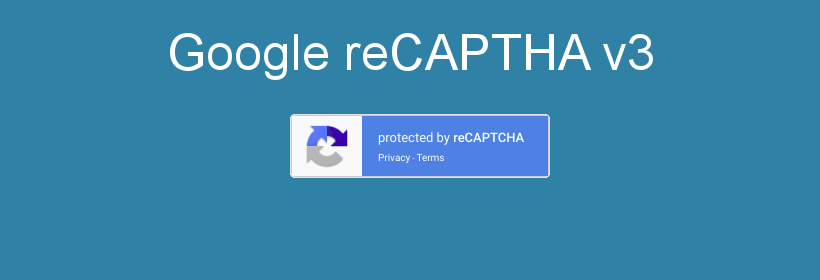 Google reCAPTHA v3
protected by reCAPTCHA
Privacy - Terms